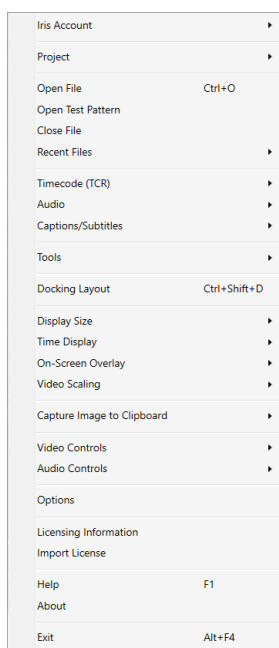 Iris Account
Project
Open File Ctrl+O
Open Test Pattern
Close File
Recent Files
Timecode (TCR)
Audio
Captions/Subtitles
Tools
Docking Layout Ctrl+Shift+D
Display Size
Time Display
On-Screen Overlay
Video Scaling
Capture Image to Clipboard
Video Controls
Audio Controls
Options
Licensing Information
Import License
Help F1
About
Exit Alt+F4